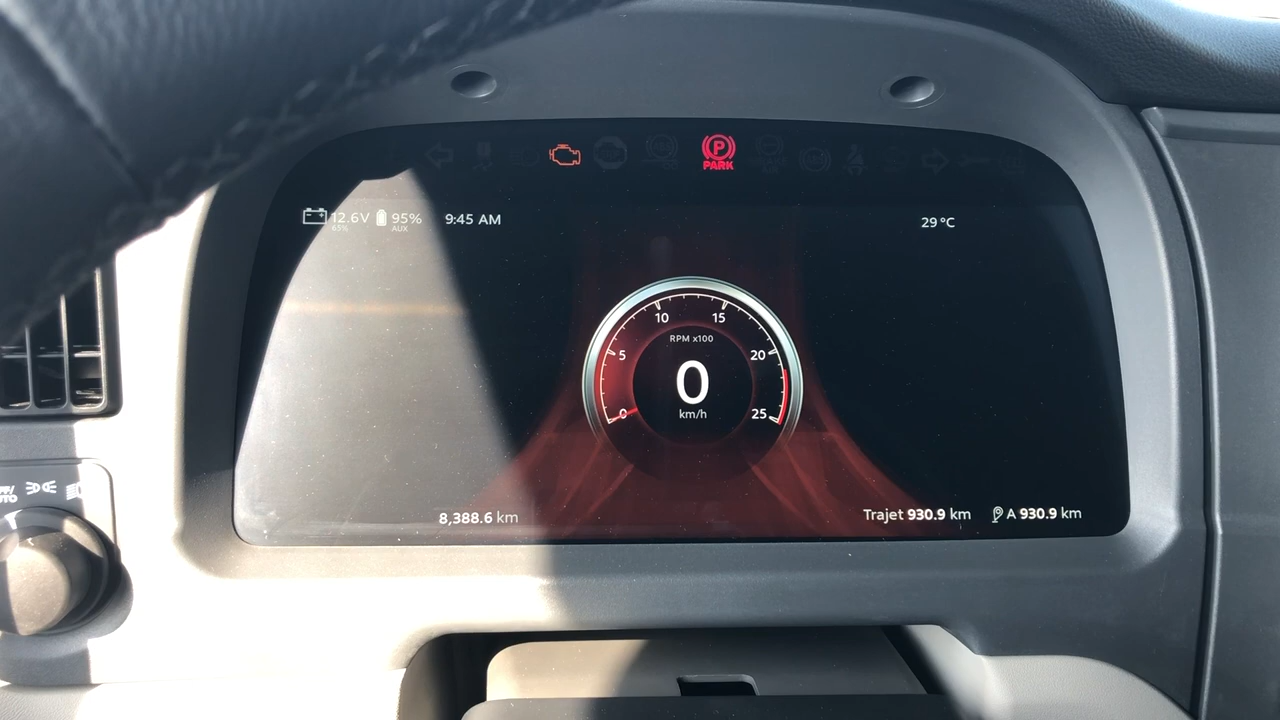 PARK
12.6V 95% 9:45 AM
65% AUX
29 °C
10 15
RPM x100
5 20
0
km/h
0 25
8,388.6 km
Trajet 930.9 km A 930.9 km